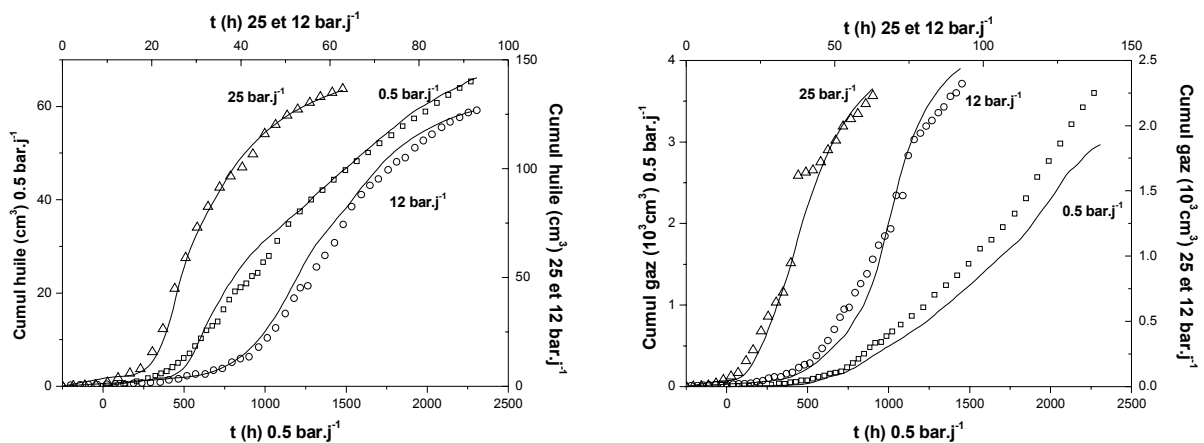 t (h) 25 et 12 bar.j⁻¹
0 20 40 60 80 100
Cumul huile (cm³) 0.5 bar.j⁻¹
60
40
20
0
25 bar.j⁻¹
0.5 bar.j⁻¹
12 bar.j⁻¹
150
100
50
0
Cumul huile (cm³) 25 et 12 bar.j⁻¹
0 500 1000 1500 2000 2500
t (h) 0.5 bar.j⁻¹
t (h) 25 et 12 bar.j⁻¹
0 50 100 150
Cumul gaz (10³cm³) 0.5 bar.j⁻¹
4
3
2
1
0
25 bar.j⁻¹
12 bar.j⁻¹
0.5 bar.j⁻¹
2.5
2.0
1.5
1.0
0.5
0.0
Cumul gaz (10³cm³) 25 et 12 bar.j⁻¹
0 500 1000 1500 2000 2500
t (h) 0.5 bar.j⁻¹